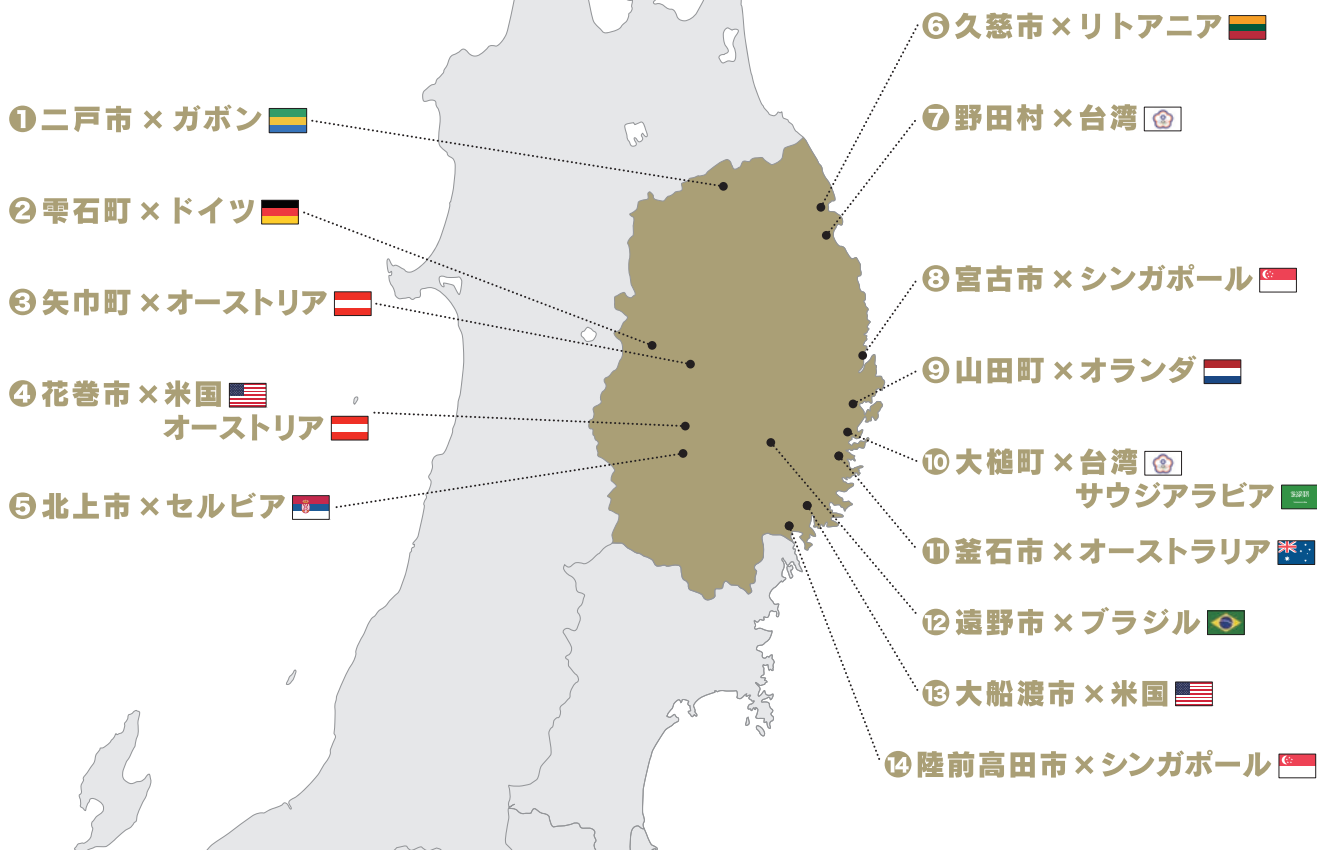 ❶二戸市×ガボン
❷雫石町×ドイツ
❸矢巾町×オーストリア
❹花巻市×米国
オーストリア
❺北上市×セルビア
❻久慈市×リトアニア
❼野田村×台湾
❽宮古市×シンガポール
❾山田町×オランダ
❿大槌町×台湾
サウジアラビア
⓫釜石市×オーストラリア
⓬遠野市×ブラジル
⓭大船渡市×米国
⓮陸前高田市×シンガポール